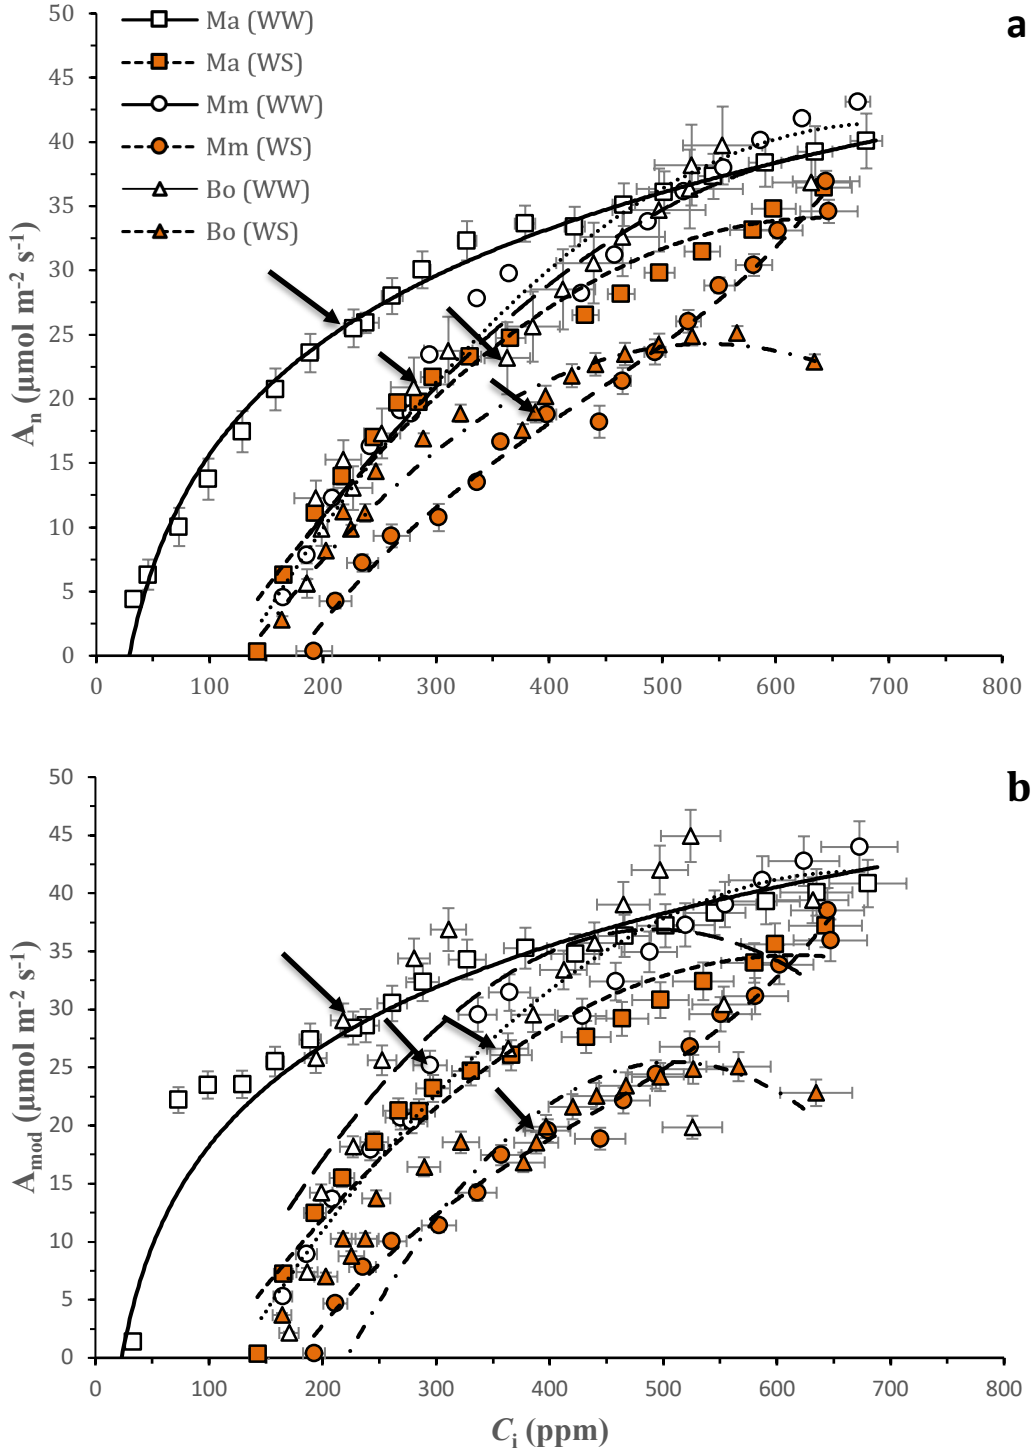 a
50
45
40
35
30
25
20
15
10
5
0
Ma (WW)
Ma (WS)
Mm (WW)
Mm (WS)
Bo (WW)
Bo (WS)
Aₙ (μmol m⁻² s⁻¹)
0 100 200 300 400 500 600 700 800
b
50
45
40
35
30
25
20
15
10
5
0
A_mod (μmol m⁻² s⁻¹)
0 100 200 300 400 500 600 700 800
Cᵢ (ppm)